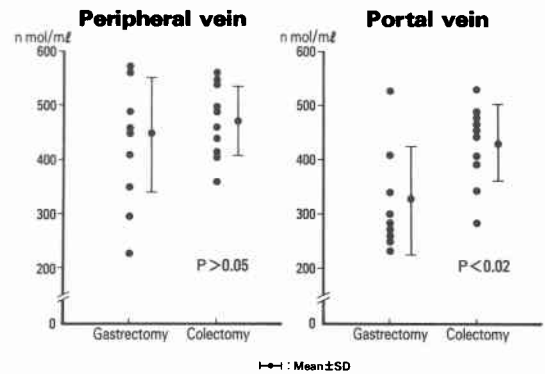 Peripheral vein
n mol/mℓ
600
500
400
300
200
0
P>0.05
Gastrectomy Colectomy
Portal vein
n mol/mℓ
600
500
400
300
200
0
P<0.02
Gastrectomy Colectomy
: Mean±SD